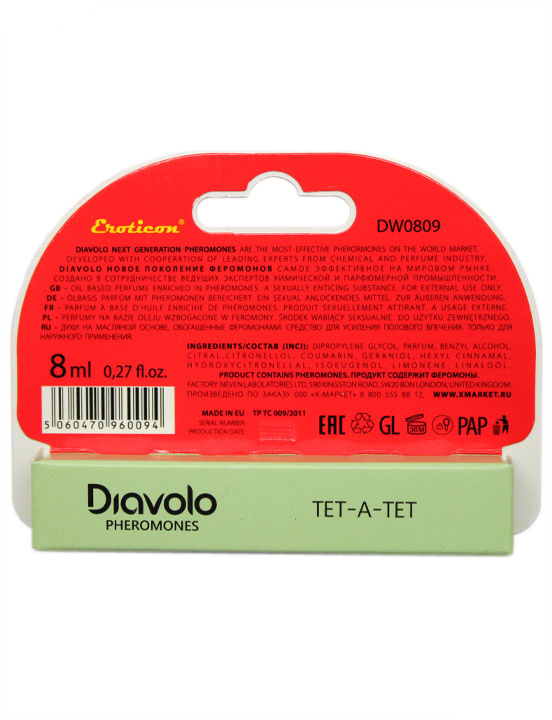 Eroticon®
DW0809
DIAVOLO NEXT GENERATION PHEROMONES ARE THE MOST EFFECTIVE PHERORMONES ON THE WORLD MARKET.
DEVELOPED WITH COOPERATION OF LEADING EXPERTS FROM CHEMICAL AND PERFUME INDUSTRY.
DIAVOLO НОВОЕ ПОКОЛЕНИЕ ФЕРОМОНОВ САМОЕ ЭФФЕКТИВНОЕ НА МИРОВОМ РЫНКЕ.
СОЗДАНО В СОТРУДНИЧЕСТВЕ ВЕДУЩИХ ЭКСПЕРТОВ ХИМИЧЕСКОЙ И ПАРФЮМЕРНОЙ ПРОМЫШЛЕННОСТИ.
GB - OIL BASED PERFUME ENRICHED IN PHEROMONES. A SEXUALLY ENTICING SUBSTANCE. FOR EXTERNAL USE ONLY.
DE - ÖLBASIS PARFÜM MIT PHEROMONEN BEREICHERT. EIN SEXUAL ANLOCKENDES MITTEL. ZUR ÄUßEREN ANWENDUNG.
FR - PARFUM À BASE D'HUILE ENRICHIE DE PHÉROMONES. PRODUIT SEXUELLEMENT ATTIRANT. A USAGE EXTERNE.
PL - PERFUMY NA BAZIE OLEJU WZBOGACONE W FEROMONY. ŚRODEK WABIĄCY SEKSUALNIE. DO UŻYTKU ZEWNĘTRZNEGO.
RU - ДУХИ НА МАСЛЯНОЙ ОСНОВЕ, ОБОГАЩЕННЫЕ ФЕРОМОНАМИ СРЕДСТВО ДЛЯ УСИЛЕНИЯ ПОЛОВОГО ВЛЕЧЕНИЯ. ТОЛЬКО ДЛЯ
НАРУЖНОГО ПРИМЕНЕНИЯ.
INGREDIENTS/СОСТАВ (INCI): DIPROPYLENE GLYCOL, PARFUM, BENZYL ALCOHOL,
CITRAL, CITRONELLOL, COUMARIN, GERANIOL, HEXYL CINNAMAL,
HYDROXYCITRONELLAL, ISOEUGENOL, LIMONENE, LINALOOL.
PRODUCT CONTAINS PHEROMONES. ПРОДУКТ СОДЕРЖИТ ФЕРОМОНЫ.
FACTORY: NEVEN LABOLATORIES LTD, 590 KINGSTON ROAD, SW20 8DN LONDON, UNITED KINGDOM.
ПРОИЗВЕДЕНО ПО ЗАКАЗУ ООО «Х-МАРКЕТ» 8 800 555 88 12, WWW.XMARKET.RU
8 ml 0,27 fl.oz.
5 060470 960094
MADE IN EU TP TC 009/2011
SERIAL NUMBER:
PRODUCTION DATE:
EAC GL 36M PAP
Diavolo
PHEROMONES
TET-A-TET